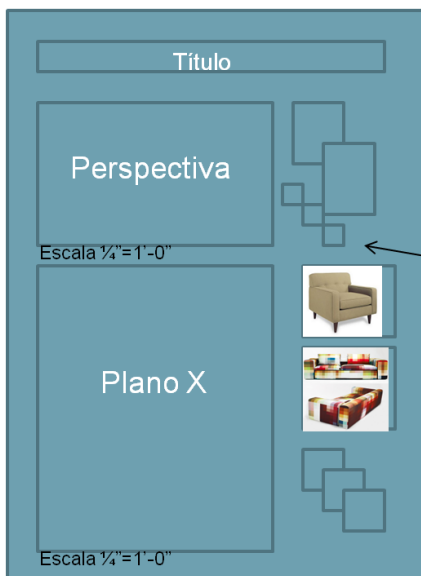 Título
Perspectiva
Escala ¼”=1’-0”
Plano X
Escala ¼”=1’-0”